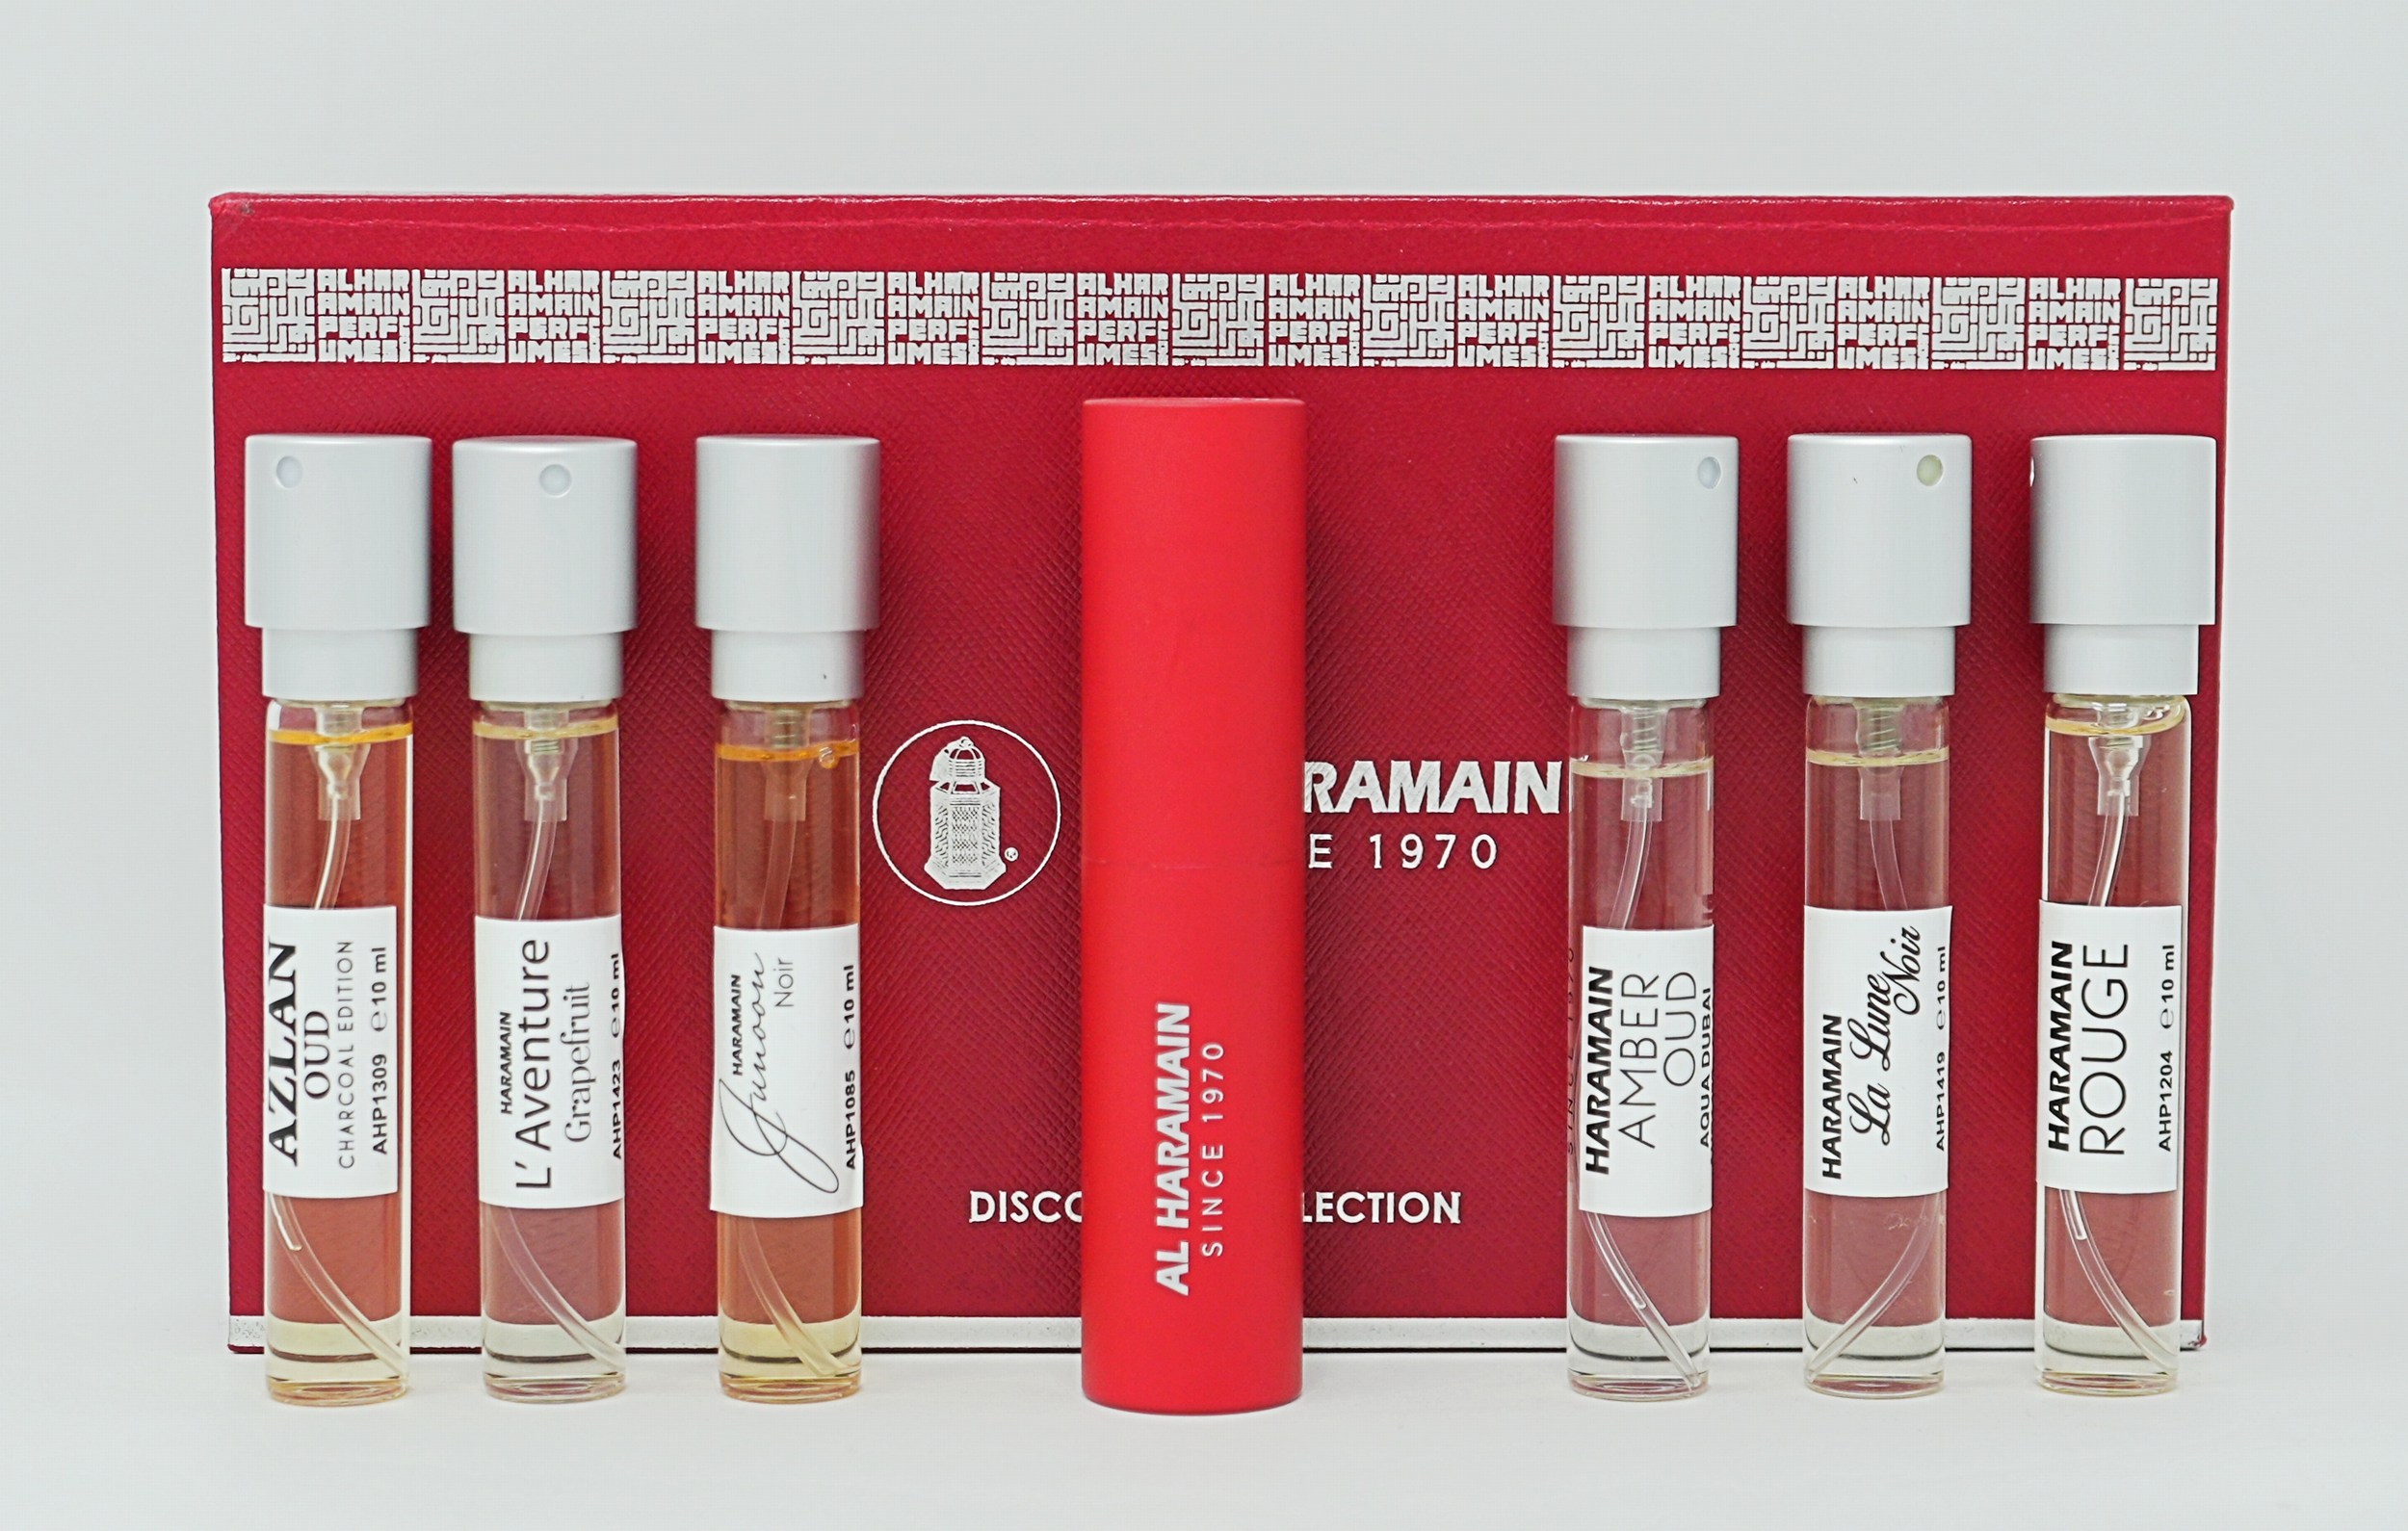 ALHAR
AMAIN
PERF
UMES
RAMAIN
E 1970
DISCO
LECTION
AZLAN
OUD
CHARCOAL EDITION
AHP1309 e 10 ml
HARAMAIN
L'Aventure
Grapefruit
AHP1423 e 10 ml
HARAMAIN
Junoon
Noir
AHP1085 e 10 ml
AL HARAMAIN
SINCE 1970
HARAMAIN
AMBER
OUD
AQUA DUBAI
HARAMAIN
La Lune
Noir
AHP1419 e 10 ml
HARAMAIN
ROUGE
AHP1204 e 10 ml